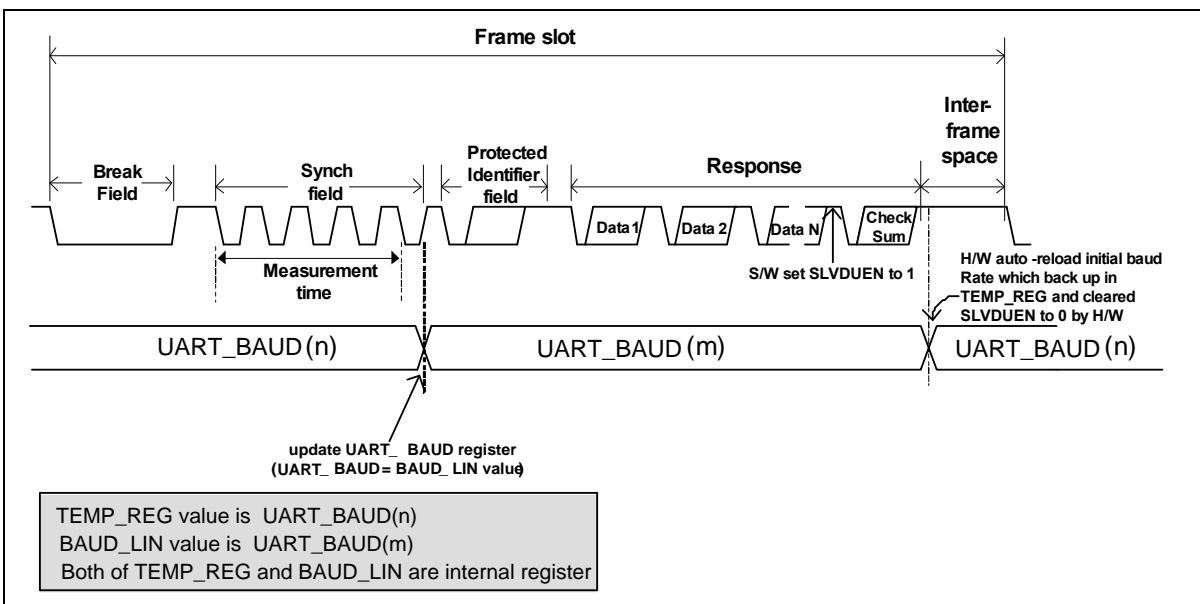 Frame slot
Inter-
frame
space
Break
Field
Synch
field
Protected
Identifier
field
Response
Data 1
Data 2
Data N
Check
Sum
Measurement
time
S/W set SLVDUEN to 1
H/W auto -reload initial baud
Rate which back up in
TEMP_REG and cleared
SLVDUEN to 0 by H/W
UART_BAUD (n)
UART_BAUD (m)
UART_BAUD (n)
update UART_ BAUD register
(UART_ BAUD = BAUD_ LIN value)
TEMP_REG value is UART_BAUD(n)
BAUD_LIN value is UART_BAUD(m)
Both of TEMP_REG and BAUD_LIN are internal register